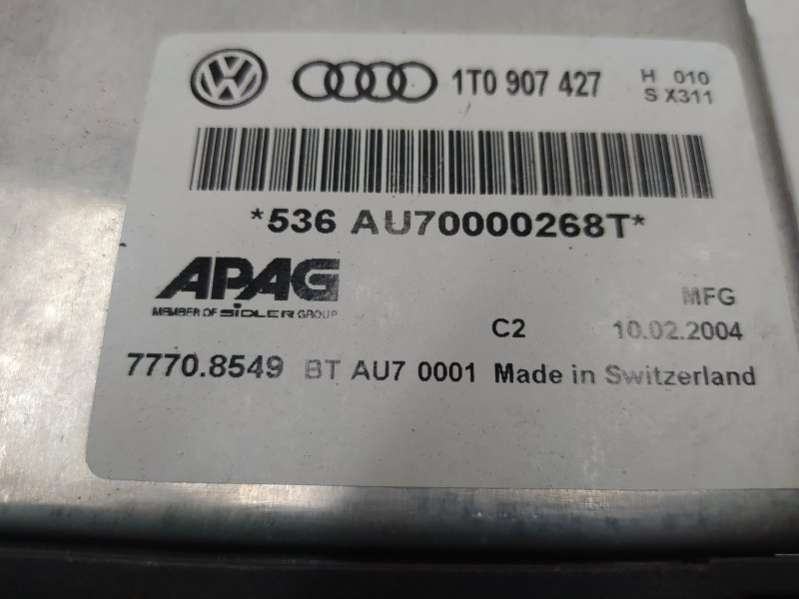 1T0 907 427 H 010
S X311
*536 AU70000268T*
APAG
MEMBER OF SIDLER GROUP
MFG
C2 10.02.2004
7770.8549 BT AU7 0001 Made in Switzerland